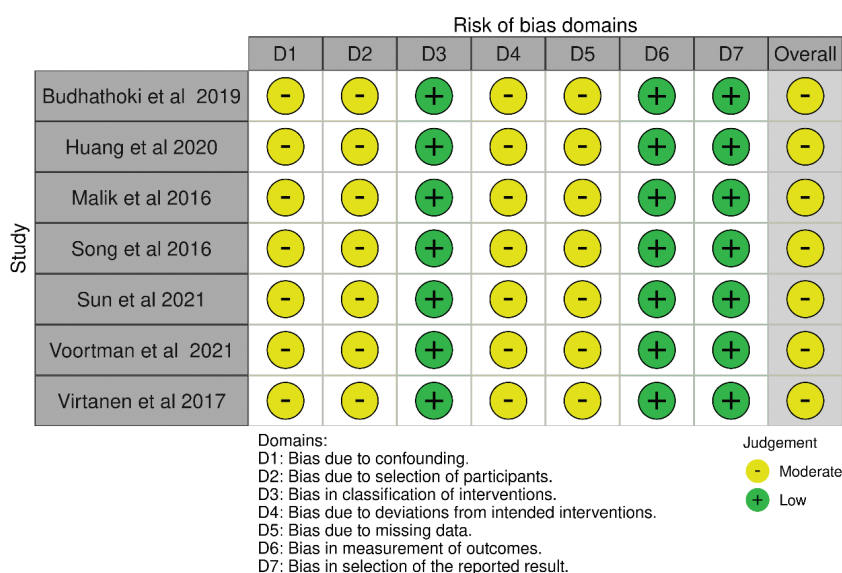 Risk of bias domains
D1 D2 D3 D4 D5 D6 D7 Overall
Study
Budhathoki et al 2019 - - + - - + + -
Huang et al 2020 - - + - - + + -
Malik et al 2016 - - + - - + + -
Song et al 2016 - - + - - + + -
Sun et al 2021 - - + - - + + -
Voortman et al 2021 - - + - - + + -
Virtanen et al 2017 - - + - - + + -
Domains:
D1: Bias due to confounding.
D2: Bias due to selection of participants.
D3: Bias in classification of interventions.
D4: Bias due to deviations from intended interventions.
D5: Bias due to missing data.
D6: Bias in measurement of outcomes.
D7: Bias in selection of the reported result.
Judgement
- Moderate
+ Low